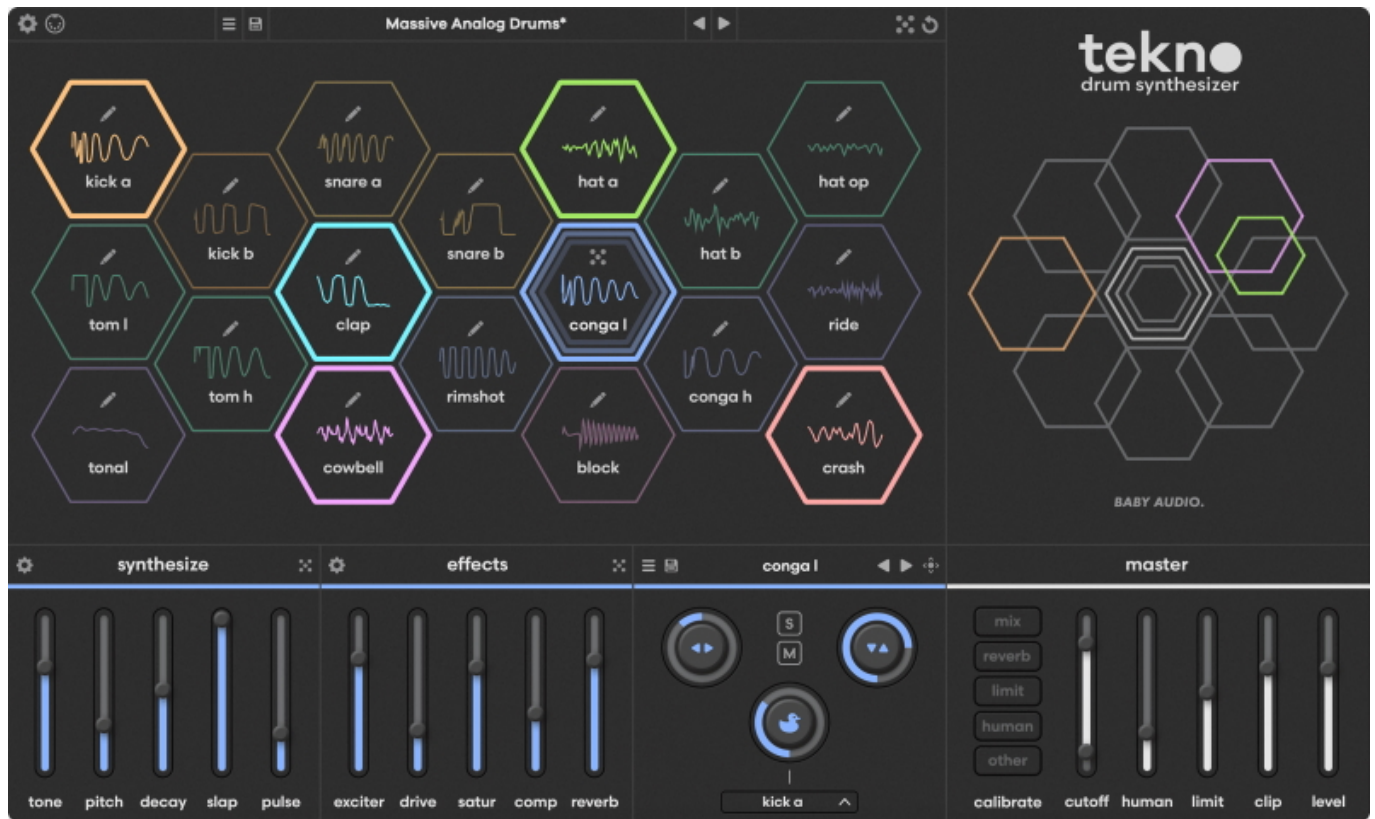 Massive Analog Drums*
tekno
drum synthesizer
kick a
snare a
hat a
hat op
kick b
snare b
hat b
tom l
clap
conga l
ride
tom h
rimshot
conga h
tonal
cowbell
block
crash
BABY AUDIO.
synthesize
effects
conga l
master
S
M
mix
reverb
limit
human
other
tone pitch decay slap pulse
exciter drive satur comp reverb
kick a
calibrate cutoff human limit clip level